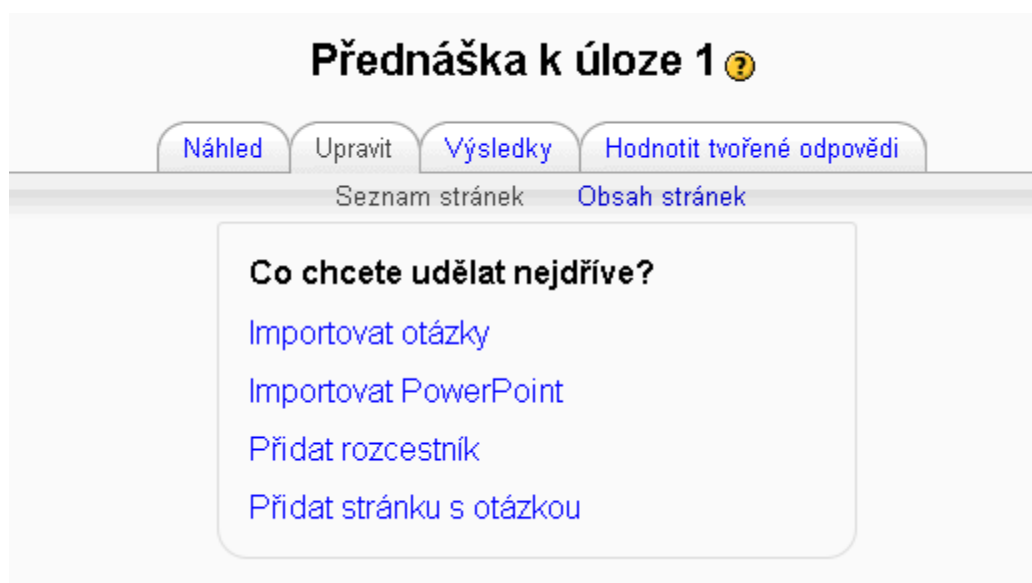 Přednáška k úloze 1 ?
Náhled Upravit Výsledky Hodnotit tvořené odpovědi
Seznam stránek Obsah stránek
Co chcete udělat nejdříve?
Importovat otázky
Importovat PowerPoint
Přidat rozcestník
Přidat stránku s otázkou